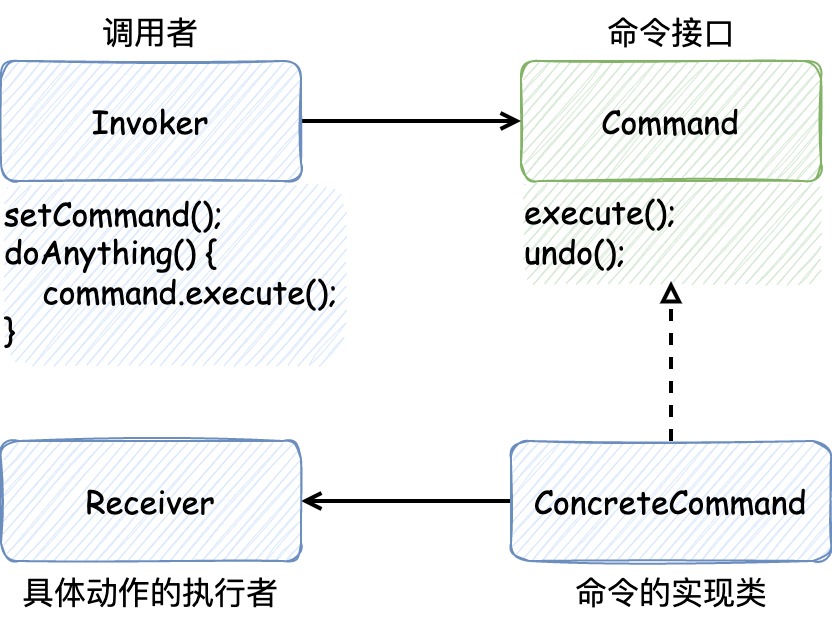 调用者
命令接口
Invoker
Command
setCommand();
doAnything() {
command.execute();
}
execute();
undo();
Receiver
ConcreteCommand
具体动作的执行者
命令的实现类